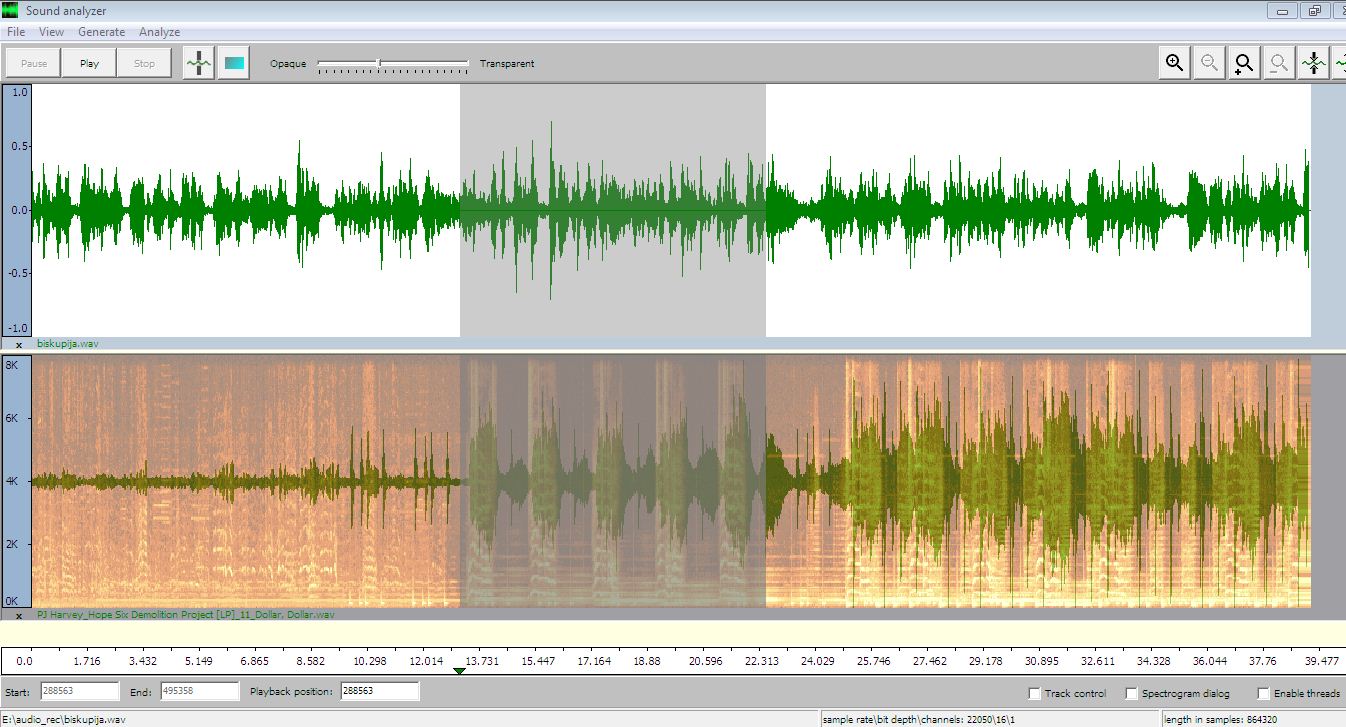 Sound analyzer
File View Generate Analyze
Pause Play Stop Opaque Transparent
1.0
0.5
0.0
-0.5
-1.0
x biskupija.wav
8K
6K
4K
2K
0K
x PJ Harvey_Hope Six Demolition Project [LP]_11_Dollar, Dollar.wav
0.0 1.716 3.432 5.149 6.865 8.582 10.298 12.014 13.731 15.447 17.164 18.88 20.596 22.313 24.029 25.746 27.462 29.178 30.895 32.611 34.328 36.044 37.76 39.477
Start: 288563 End: 495358 Playback position: 288563 Track control Spectrogram dialog Enable threads
E:\audio_rec\biskupija.wav sample rate\bit depth\channels: 22050\16\1 length in samples: 864320